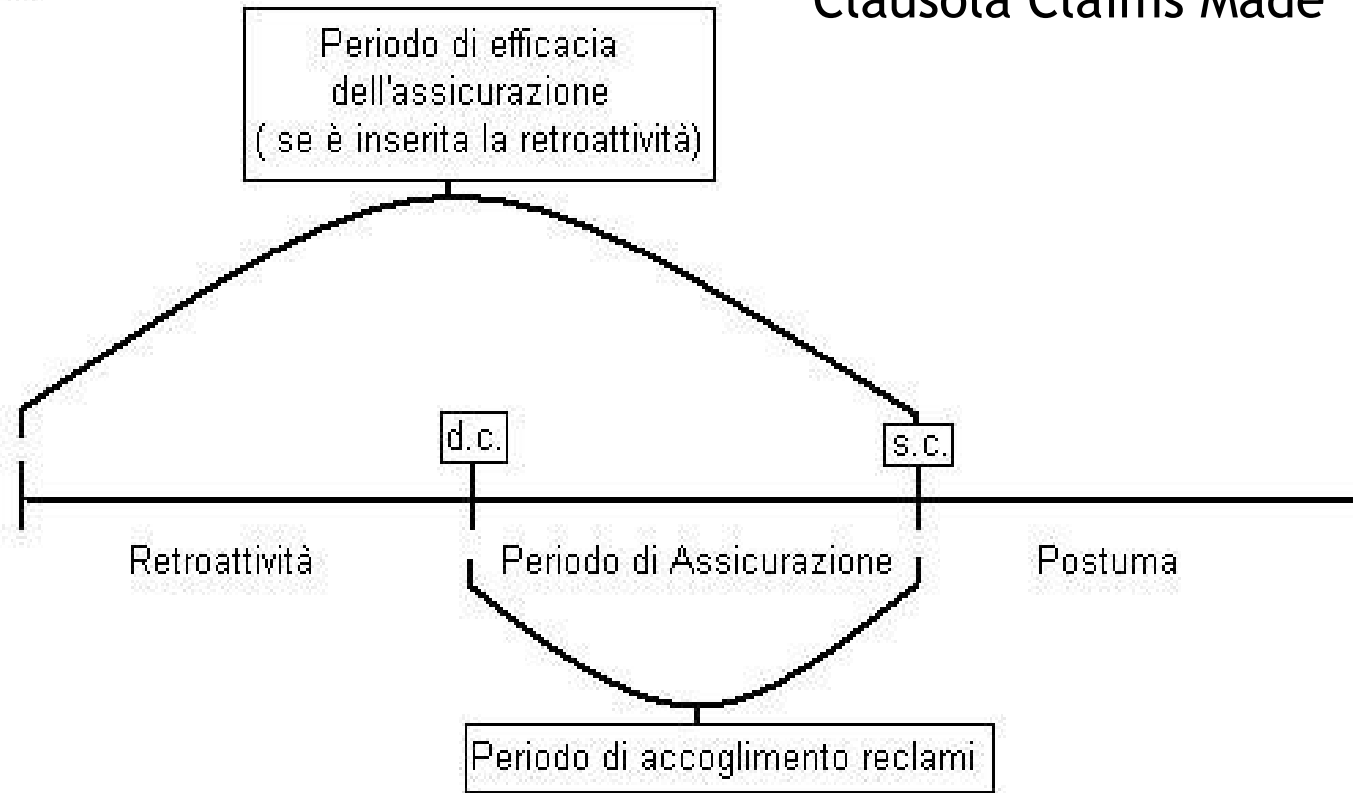 Clausola Claims Made
Periodo di efficacia
dell'assicurazione
( se è inserita la retroattività)
d.c.
s.c.
Retroattività
Periodo di Assicurazione
Postuma
Periodo di accoglimento reclami